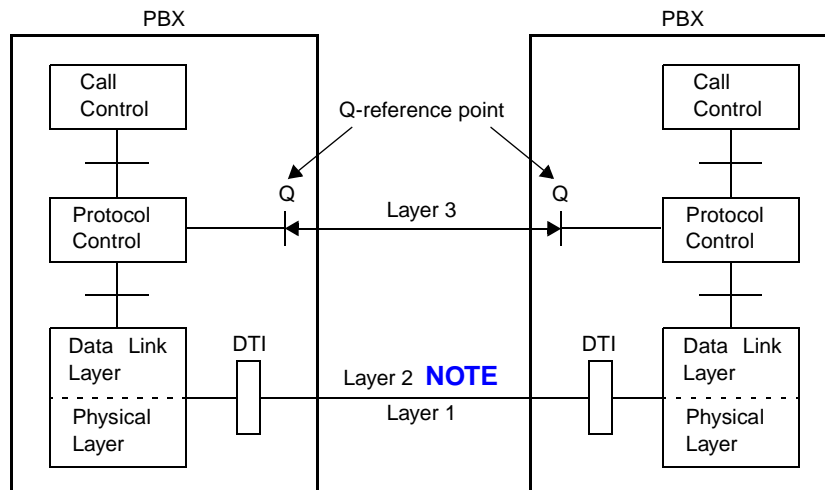 PBX
PBX
Call
Control
Call
Control
Q-reference point
Q
Q
Protocol
Control
Layer 3
Protocol
Control
Data Link
Layer
DTI
Layer 2 NOTE
DTI
Data Link
Layer
Physical
Layer
Layer 1
Physical
Layer